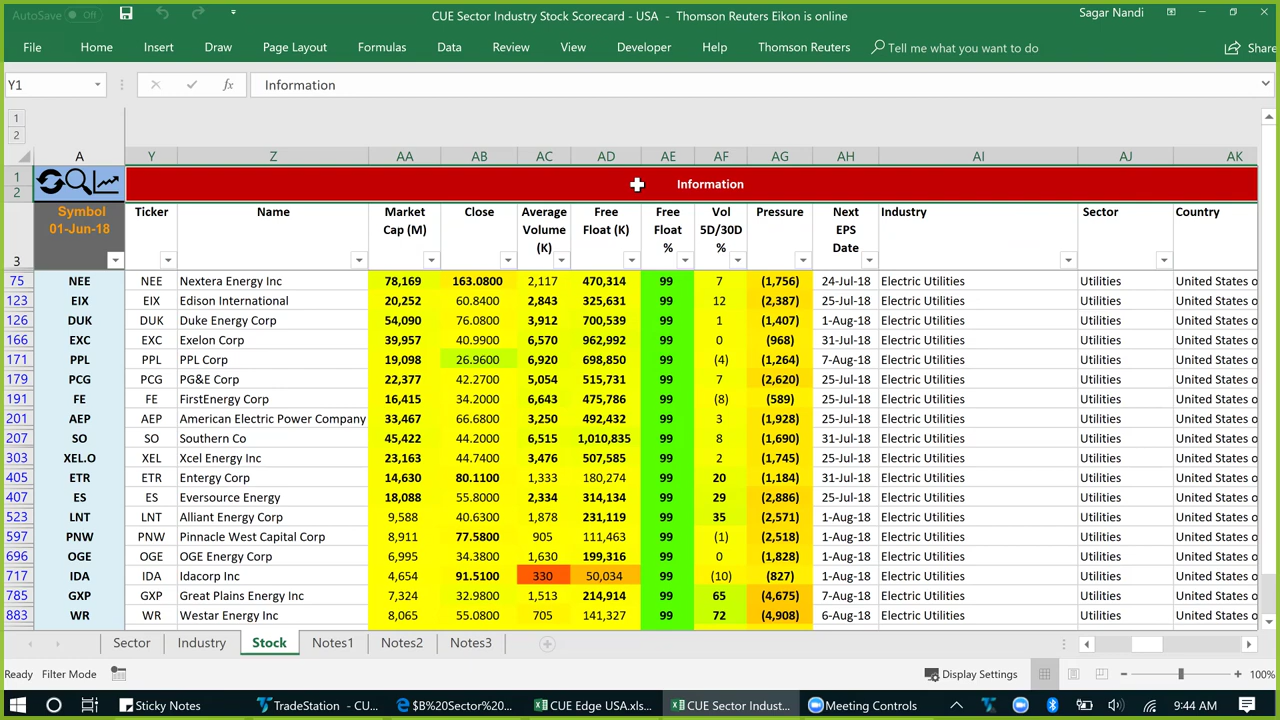 AutoSave Off CUE Sector Industry Stock Scorecard - USA - Thomson Reuters Eikon is online Sagar Nandi
File Home Insert Draw Page Layout Formulas Data Review View Developer Help Thomson Reuters Tell me what you want to do Share
Y1 fx Information
1
2
A Y Z AA AB AC AD AE AF AG AH AI AJ AK
1 Information
2
3 Symbol 01-Jun-18 Ticker Name Market Cap (M) Close Average Volume (K) Free Float (K) Free Float % Vol 5D/30D % Pressure Next EPS Date Industry Sector Country
75 NEE NEE Nextera Energy Inc 78,169 163.0800 2,117 470,314 99 7 (1,756) 24-Jul-18 Electric Utilities Utilities United States o
123 EIX EIX Edison International 20,252 60.8400 2,843 325,631 99 12 (2,387) 25-Jul-18 Electric Utilities Utilities United States o
126 DUK DUK Duke Energy Corp 54,090 76.0800 3,912 700,539 99 1 (1,407) 1-Aug-18 Electric Utilities Utilities United States o
166 EXC EXC Exelon Corp 39,957 40.9900 6,570 962,992 99 0 (968) 31-Jul-18 Electric Utilities Utilities United States o
171 PPL PPL PPL Corp 19,098 26.9600 6,920 698,850 99 (4) (1,264) 7-Aug-18 Electric Utilities Utilities United States o
179 PCG PCG PG&E Corp 22,377 42.2700 5,054 515,731 99 7 (2,620) 25-Jul-18 Electric Utilities Utilities United States o
191 FE FE FirstEnergy Corp 16,415 34.2000 6,643 475,786 99 (8) (589) 25-Jul-18 Electric Utilities Utilities United States o
201 AEP AEP American Electric Power Company 33,467 66.6800 3,250 492,432 99 3 (1,928) 25-Jul-18 Electric Utilities Utilities United States o
207 SO SO Southern Co 45,422 44.2000 6,515 1,010,835 99 8 (1,690) 31-Jul-18 Electric Utilities Utilities United States o
303 XEL.O XEL Xcel Energy Inc 23,163 44.7400 3,476 507,585 99 2 (1,745) 25-Jul-18 Electric Utilities Utilities United States o
405 ETR ETR Entergy Corp 14,630 80.1100 1,333 180,274 99 20 (1,184) 31-Jul-18 Electric Utilities Utilities United States o
407 ES ES Eversource Energy 18,088 55.8000 2,334 314,134 99 29 (2,886) 25-Jul-18 Electric Utilities Utilities United States o
523 LNT LNT Alliant Energy Corp 9,588 40.6300 1,878 231,119 99 35 (2,571) 1-Aug-18 Electric Utilities Utilities United States o
597 PNW PNW Pinnacle West Capital Corp 8,911 77.5800 905 111,463 99 (1) (2,518) 1-Aug-18 Electric Utilities Utilities United States o
696 OGE OGE OGE Energy Corp 6,995 34.3800 1,630 199,316 99 0 (1,828) 1-Aug-18 Electric Utilities Utilities United States o
717 IDA IDA Idacorp Inc 4,654 91.5100 330 50,034 99 (10) (827) 1-Aug-18 Electric Utilities Utilities United States o
785 GXP GXP Great Plains Energy Inc 7,324 32.9800 1,513 214,914 99 65 (4,675) 7-Aug-18 Electric Utilities Utilities United States o
883 WR WR Westar Energy Inc 8,065 55.0800 705 141,327 99 72 (4,908) 6-Aug-18 Electric Utilities Utilities United States o
Sector Industry Stock Notes1 Notes2 Notes3
Ready Filter Mode Display Settings 100%
Sticky Notes TradeStation - CU... $B%20Sector%20... CUE Edge USA.xls... CUE Sector Indust... Meeting Controls 9:44 AM